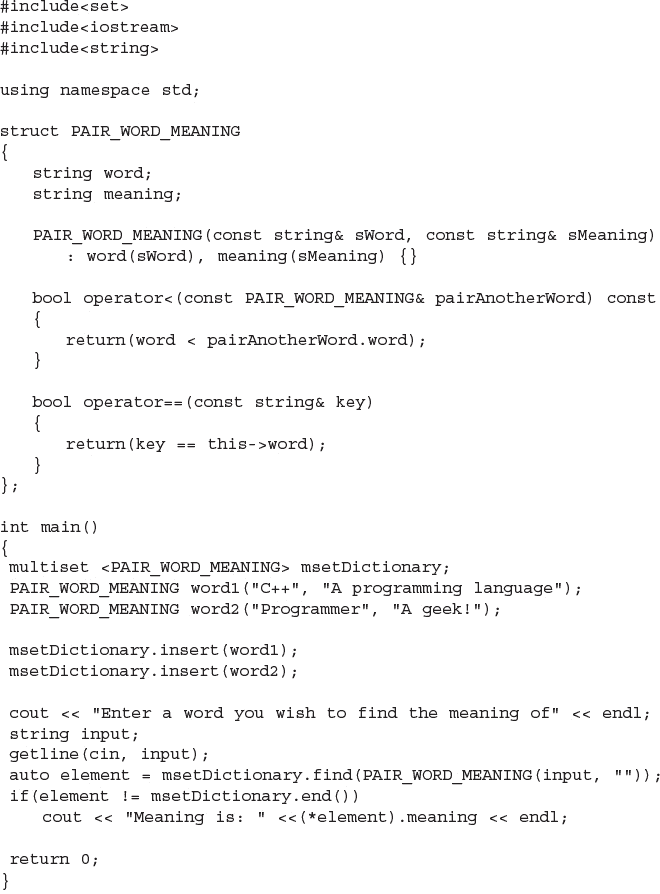 #include<set>
#include<iostream>
#include<string>

using namespace std;

struct PAIR_WORD_MEANING
{
   string word;
   string meaning;

   PAIR_WORD_MEANING(const string& sWord, const string& sMeaning)
      : word(sWord), meaning(sMeaning) {}

   bool operator<(const PAIR_WORD_MEANING& pairAnotherWord) const
   {
      return(word < pairAnotherWord.word);
   }

   bool operator==(const string& key)
   {
      return(key == this->word);
   }
};

int main()
{
 multiset <PAIR_WORD_MEANING> msetDictionary;
 PAIR_WORD_MEANING word1("C++", "A programming language");
 PAIR_WORD_MEANING word2("Programmer", "A geek!");

 msetDictionary.insert(word1);
 msetDictionary.insert(word2);

 cout << "Enter a word you wish to find the meaning of" << endl;
 string input;
 getline(cin, input);
 auto element = msetDictionary.find(PAIR_WORD_MEANING(input, ""));
 if(element != msetDictionary.end())
    cout << "Meaning is: " <<(*element).meaning << endl;

 return 0;
}